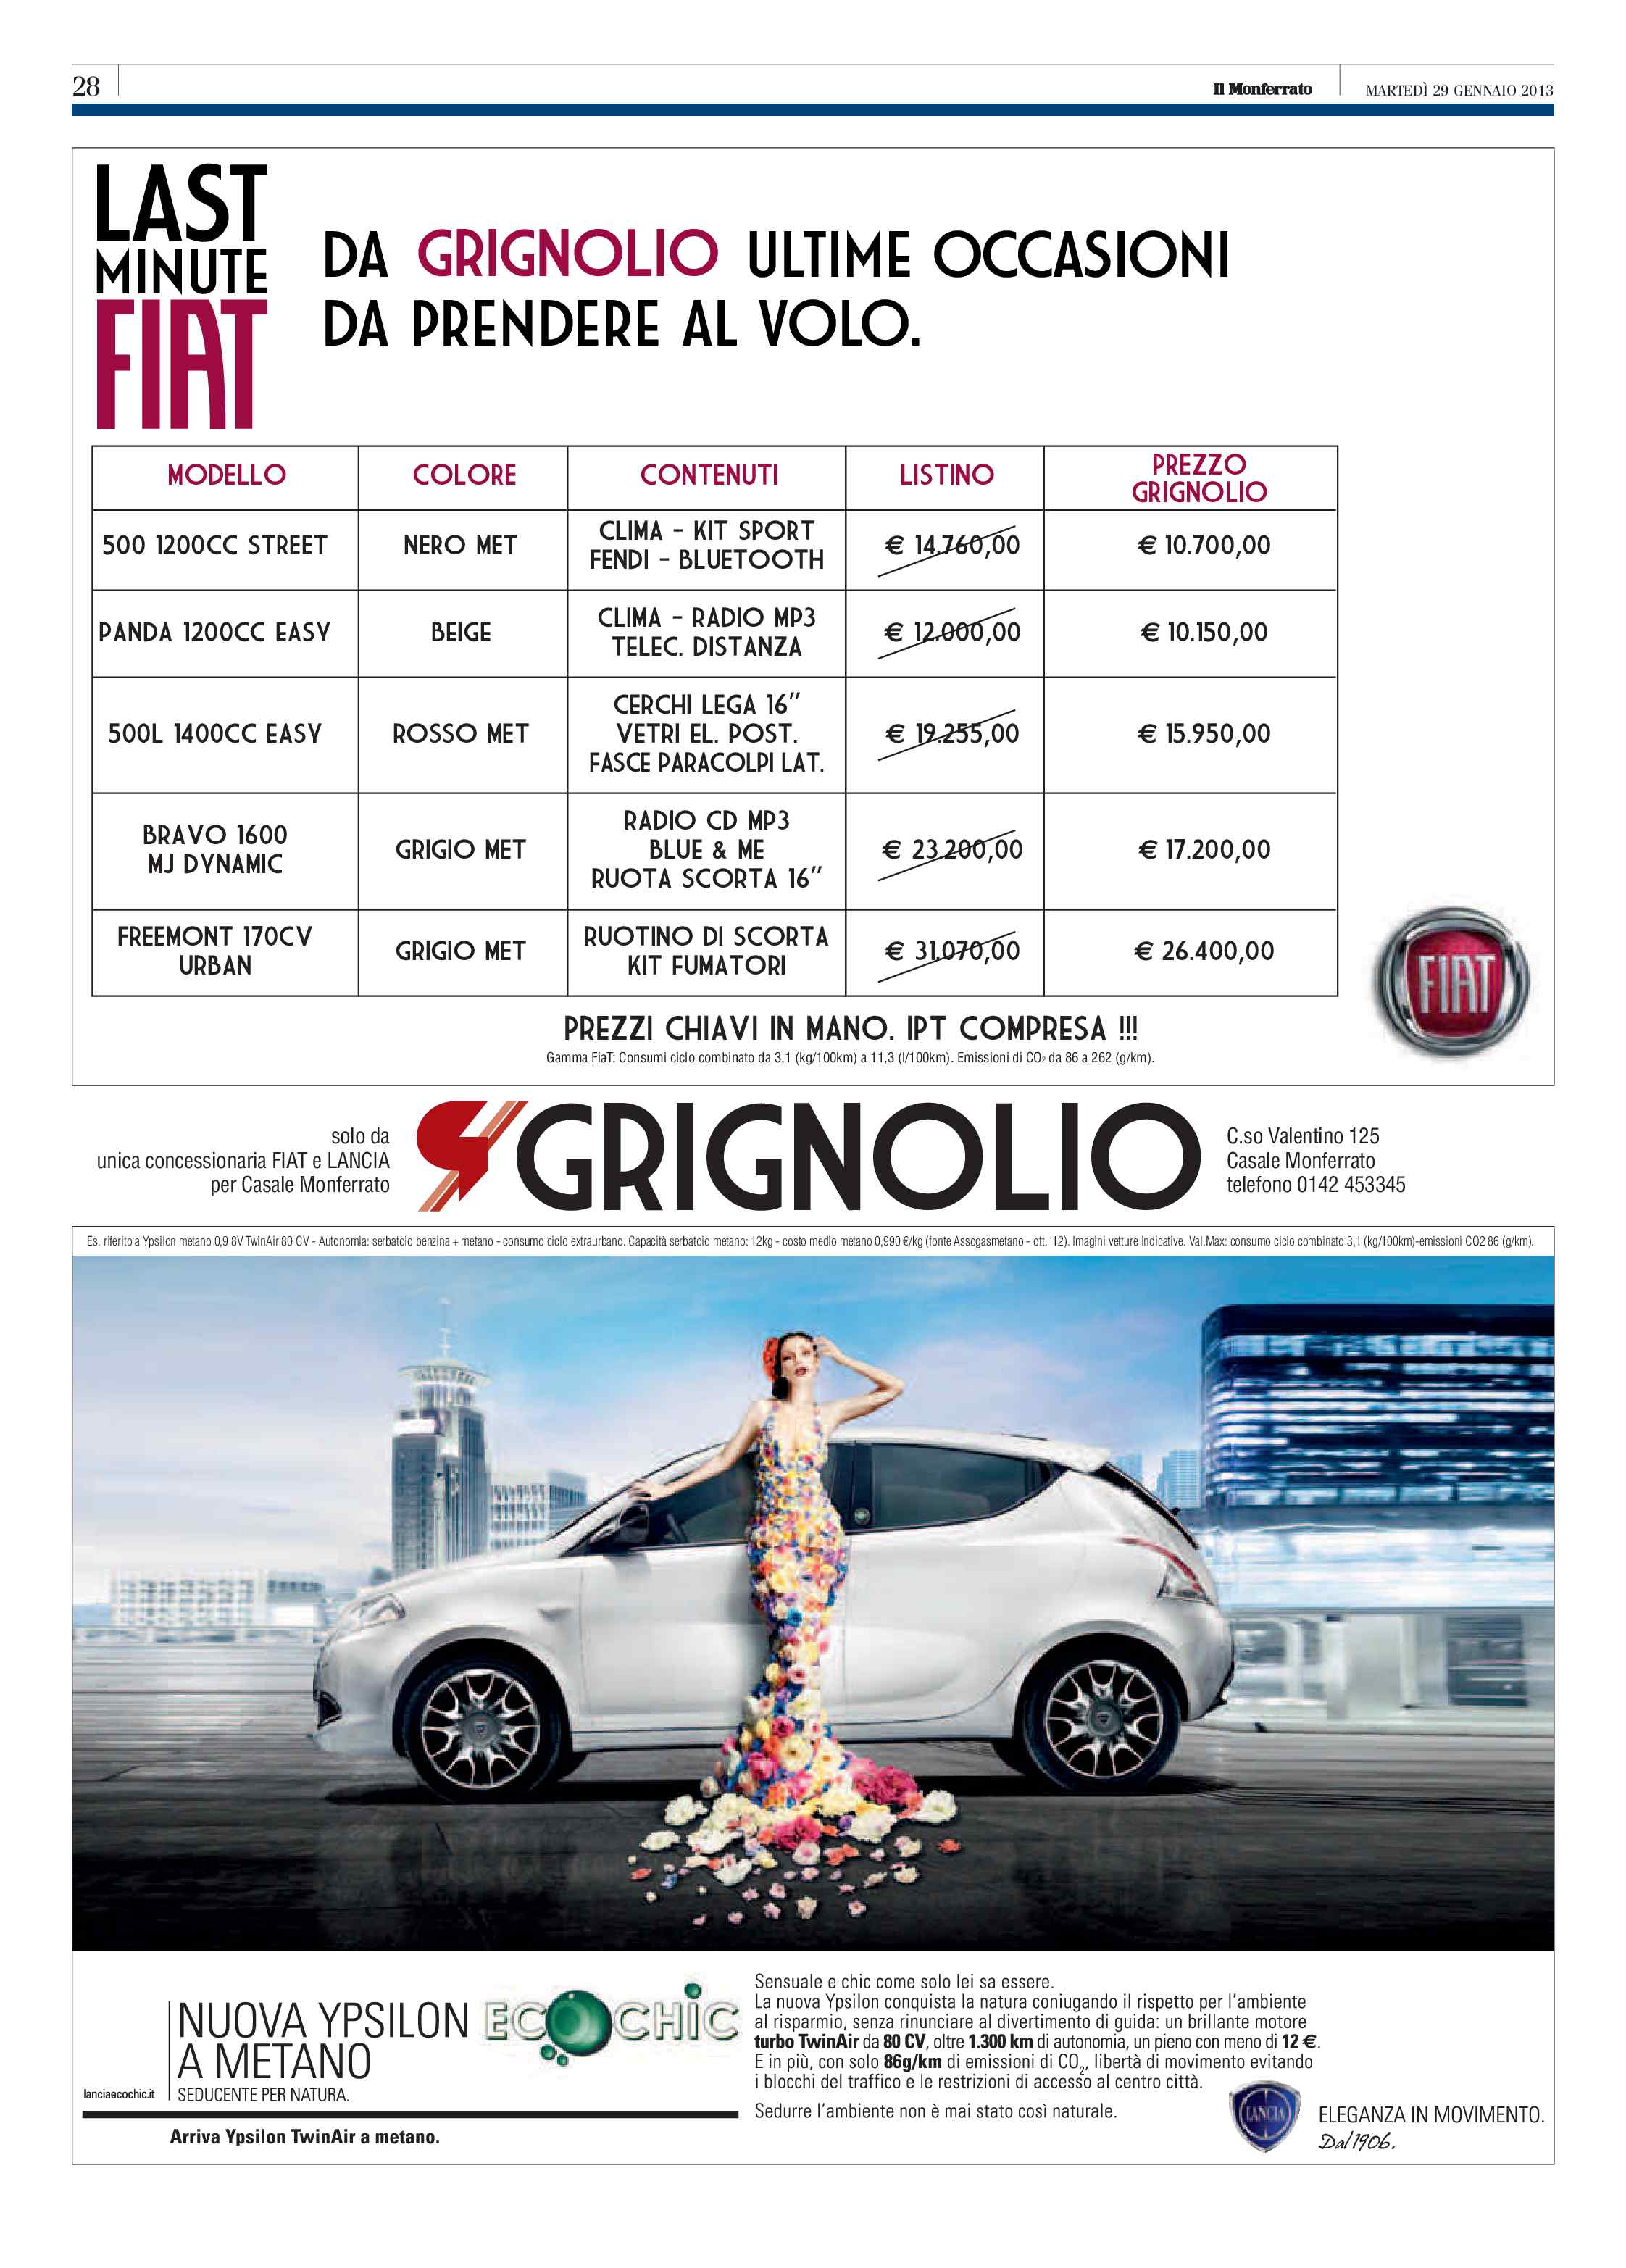 28
Il Monferrato
MARTEDÌ 29 GENNAIO 2013
LAST
MINUTE
FIAT
DA GRIGNOLIO ULTIME OCCASIONI
DA PRENDERE AL VOLO.
MODELLO COLORE CONTENUTI LISTINO PREZZO GRIGNOLIO
500 1200CC STREET
NERO MET
CLIMA - KIT SPORT
FENDI - BLUETOOTH
€ 14.760,00
€ 10.700,00
PANDA 1200CC EASY
BEIGE
CLIMA - RADIO MP3
TELEC. DISTANZA
€ 12.000,00
€ 10.150,00
500L 1400CC EASY
ROSSO MET
CERCHI LEGA 16"
VETRI EL. POST.
FASCE PARACOLPI LAT.
€ 19.255,00
€ 15.950,00
BRAVO 1600
MJ DYNAMIC
GRIGIO MET
RADIO CD MP3
BLUE & ME
RUOTA SCORTA 16"
€ 23.200,00
€ 17.200,00
FREEMONT 170CV
URBAN
GRIGIO MET
RUOTINO DI SCORTA
KIT FUMATORI
€ 31.070,00
€ 26.400,00
FIAT
PREZZI CHIAVI IN MANO. IPT COMPRESA !!!
Gamma FiaT: Consumi ciclo combinato da 3,1 (kg/100km) a 11,3 (l/100km). Emissioni di CO₂ da 86 a 262 (g/km).
solo da
unica concessionaria FIAT e LANCIA
per Casale Monferrato
GRIGNOLIO
C.so Valentino 125
Casale Monferrato
telefono 0142 453345
Es. riferito a Ypsilon metano 0,9 8V TwinAir 80 CV - Autonomia: serbatoio benzina + metano - consumo ciclo extraurbano. Capacità serbatoio metano: 12kg - costo medio metano 0,990 €/kg (fonte Assogasmetano - ott. '12). Imagini vetture indicative. Val.Max: consumo ciclo combinato 3,1 (kg/100km)-emissioni CO2 86 (g/km).
NUOVA YPSILON
A METANO
SEDUCENTE PER NATURA.
lanciaecochic.it
ECOCHIC
Arriva Ypsilon TwinAir a metano.
Sensuale e chic come solo lei sa essere.
La nuova Ypsilon conquista la natura coniugando il rispetto per l'ambiente
al risparmio, senza rinunciare al divertimento di guida: un brillante motore
turbo TwinAir da 80 CV, oltre 1.300 km di autonomia, un pieno con meno di 12 €.
E in più, con solo 86g/km di emissioni di CO₂, libertà di movimento evitando
i blocchi del traffico e le restrizioni di accesso al centro città.
Sedurre l'ambiente non è mai stato così naturale.
LANCIA
ELEGANZA IN MOVIMENTO.
Dal 1906.